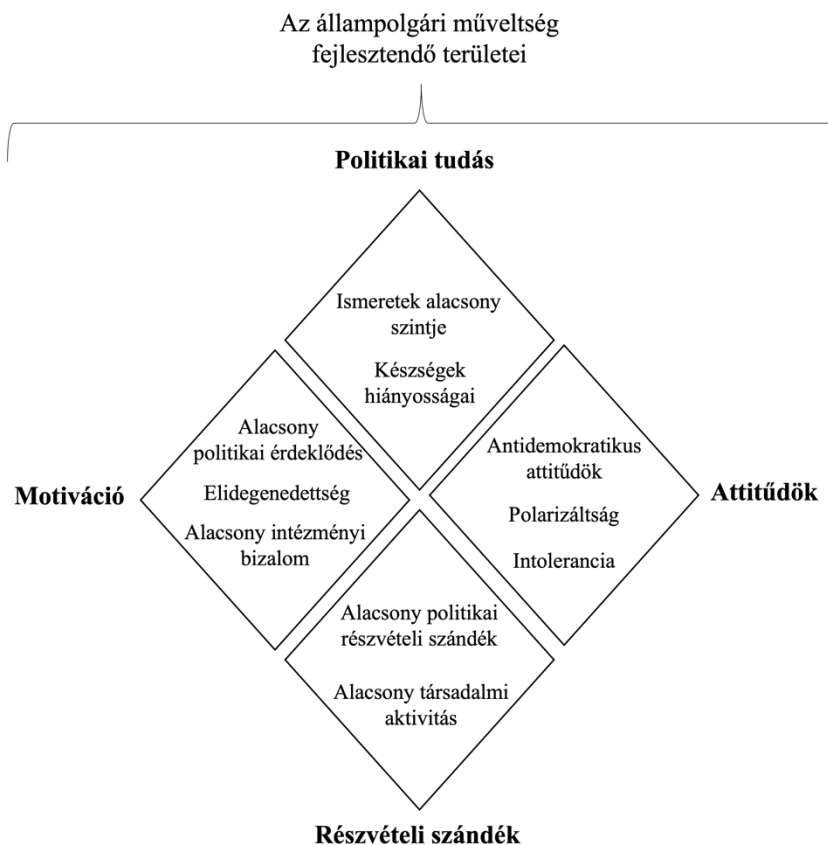 Az állampolgári műveltség
fejlesztendő területei
Politikai tudás
Ismeretek alacsony
szintje
Készségek
hiányosságai
Motiváció
Alacsony
politikai érdeklődés
Elidegenedettség
Alacsony intézményi
bizalom
Antidemokratikus
attitűdök
Polarizáltság
Intolerancia
Attitűdök
Alacsony politikai
részvételi szándék
Alacsony társadalmi
aktivitás
Részvételi szándék